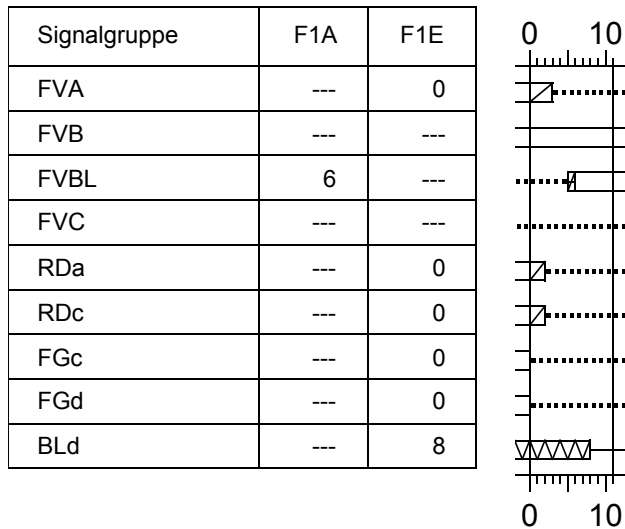 Signalgruppe F1A F1E 0 10
FVA --- 0
FVB --- ---
FVBL 6 ---
FVC --- ---
RDa --- 0
RDc --- 0
FGc --- 0
FGd --- 0
BLd --- 8
0 10